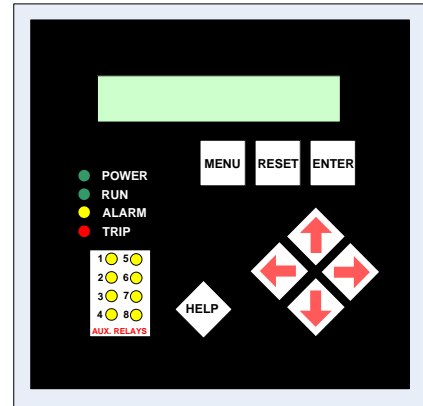 MENU RESET ENTER
POWER
RUN
ALARM
TRIP
1 5
2 6
3 7
4 8
AUX. RELAYS
HELP